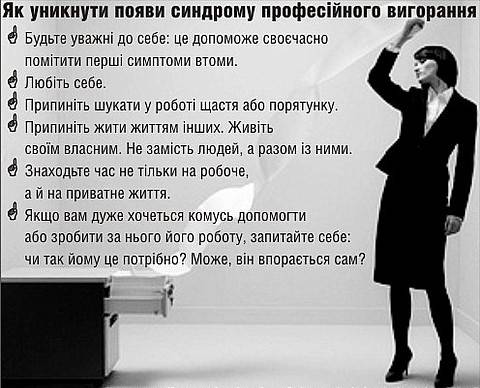 Як уникнути появи синдрому професійного вигорання
Будьте уважні до себе: це допоможе своєчасно
помітити перші симптоми втоми.
Любіть себе.
Припиніть шукати у роботі щастя або порятунку.
Припиніть жити життям інших. Живіть
своїм власним. Не замість людей, а разом із ними.
Знаходьте час не тільки на робоче,
а й на приватне життя.
Якщо вам дуже хочеться комусь допомогти
або зробити за нього його роботу, запитайте себе:
чи так йому це потрібно? Може, він впорається сам?